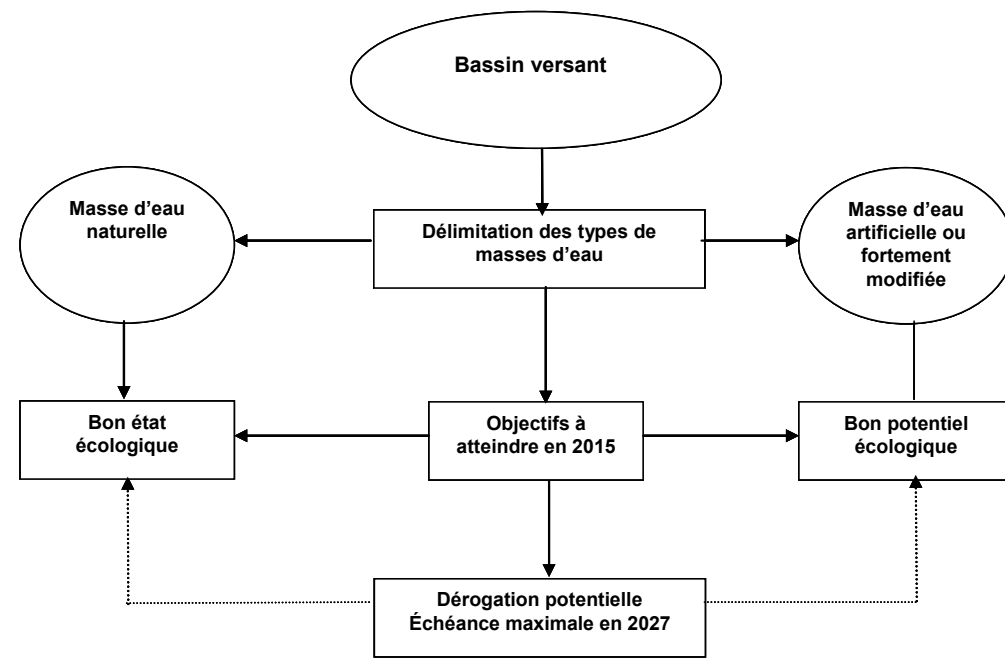 Bassin versant
Masse d’eau
naturelle
Délimitation des types de
masses d’eau
Masse d’eau
artificielle ou
fortement
modifiée
Bon état
écologique
Objectifs à
atteindre en 2015
Bon potentiel
écologique
Dérogation potentielle
Échéance maximale en 2027